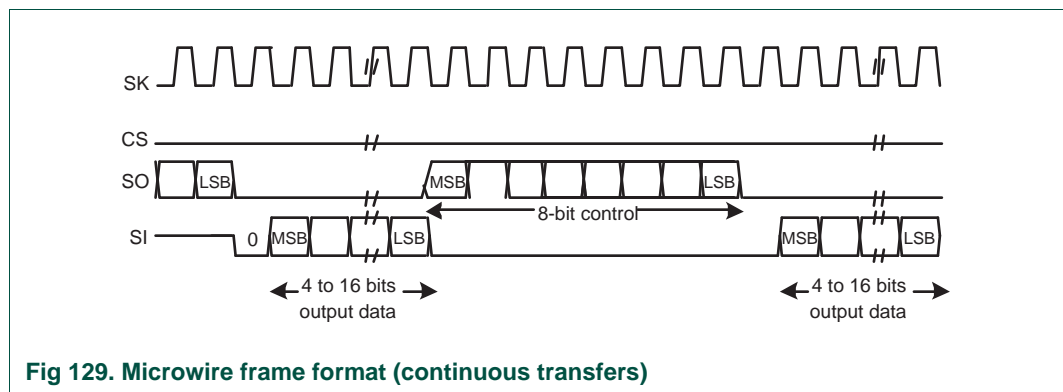 SK
CS
SO
LSB
MSB
LSB
8-bit control
SI
0
MSB
LSB
MSB
LSB
4 to 16 bits
output data
4 to 16 bits
output data
Fig 129. Microwire frame format (continuous transfers)